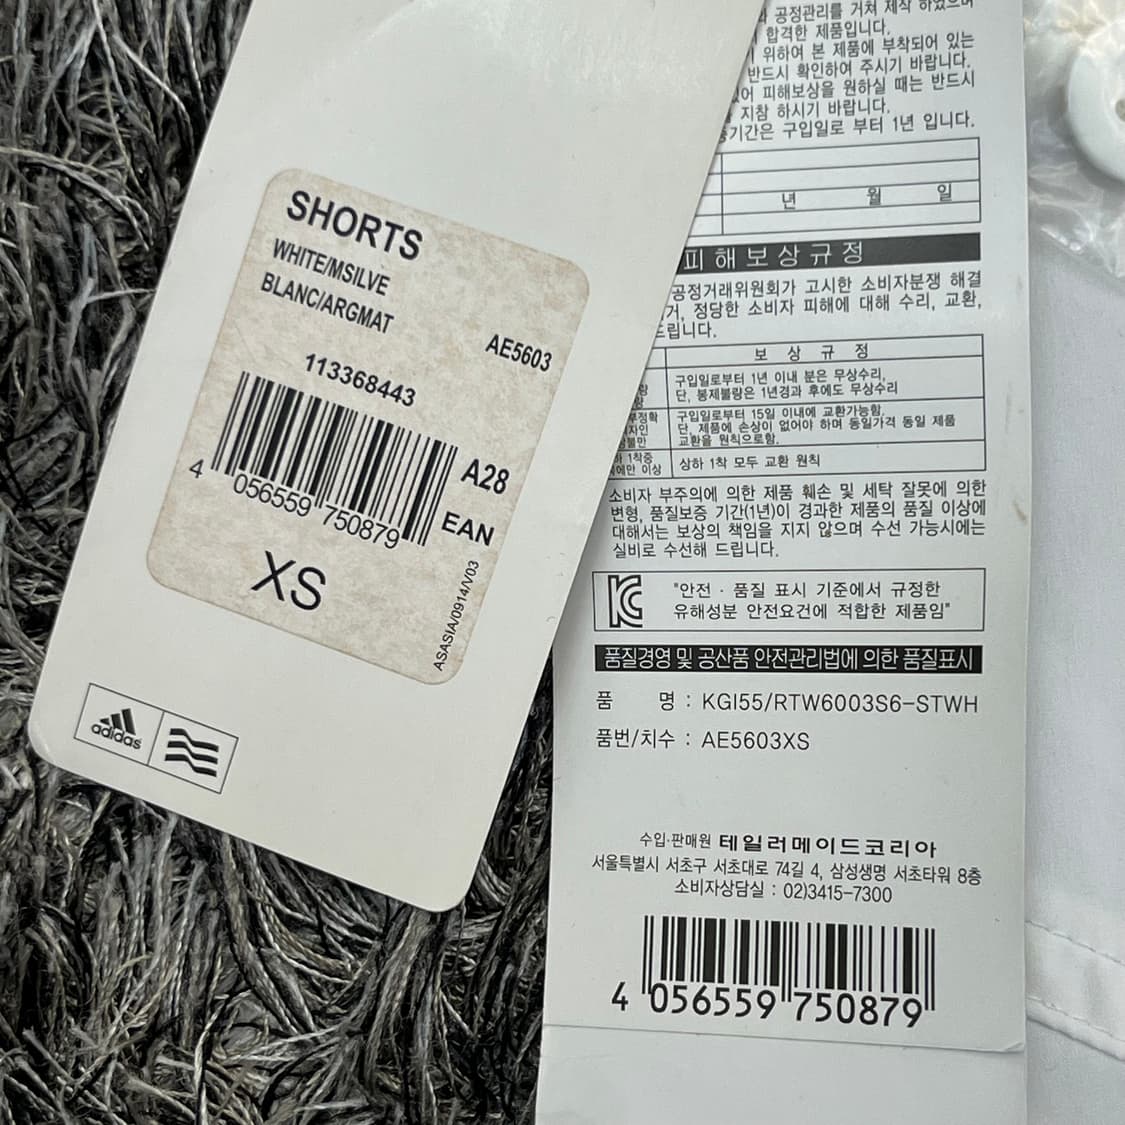 SHORTS
WHITE/MSILVE
BLANC/ARGMAT
AE5603
113368443
A28
4 056559 750879
EAN
XS
ASASIA/0914/V03
adidas
공정관리를 거쳐 제작 하였으며
합격한 제품입니다.
위하여 본 제품에 부착되어 있는
반드시 확인하여 주시기 바랍니다.
피해보상을 원하실 때는 반드시
지참 하시기 바랍니다.
기간은 구입일로 부터 1년 입니다.
년 월 일
피해보상규정
공정거래위원회가 고시한 소비자분쟁 해결
정당한 소비자 피해에 대해 수리, 교환,
드립니다.
보 상 규 정
구입일로부터 1년 이내 분은 무상수리,
단, 봉제불량은 1년경과 후에도 무상수리
구입일로부터 15일 이내에 교환가능함.
단, 제품에 손상이 없어야 하며 동일가격 동일 제품
교환을 원칙으로함.
1착중
이상
상하 1착 모두 교환 원칙
소비자 부주의에 의한 제품 훼손 및 세탁 잘못에 의한
변형, 품질보증 기간(1년)이 경과한 제품의 품질 이상에
대해서는 보상의 책임을 지지 않으며 수선 가능시에는
실비로 수선해 드립니다.
"안전 · 품질 표시 기준에서 규정한
유해성분 안전요건에 적합한 제품임"
품질경영 및 공산품 안전관리법에 의한 품질표시
품 명 : KGI55/RTW6003S6-STWH
품번/치수 : AE5603XS
수입·판매원 테일러메이드코리아
서울특별시 서초구 서초대로 74길 4, 삼성생명 서초타워 8층
소비자상담실 : 02)3415-7300
4 056559 750879